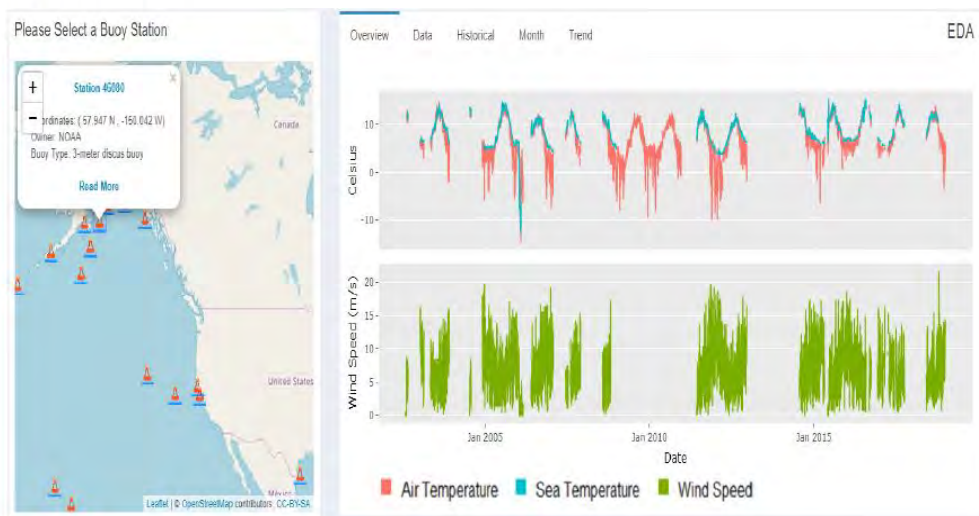 Please Select a Buoy Station
+
−
×
Station 46080
rdinates: ( 57.947 N , -150.042 W)
Owner: NOAA
Buoy Type: 3-meter discus buoy
Read More
Canada
United States
México
Leaflet | © OpenStreetMap contributors, CC-BY-SA
Overview Data Historical Month Trend
EDA
Celsius
10
0
-10
Wind Speed (m/s)
20
15
10
5
0
Jan 2005 Jan 2010 Jan 2015
Date
Air Temperature Sea Temperature Wind Speed